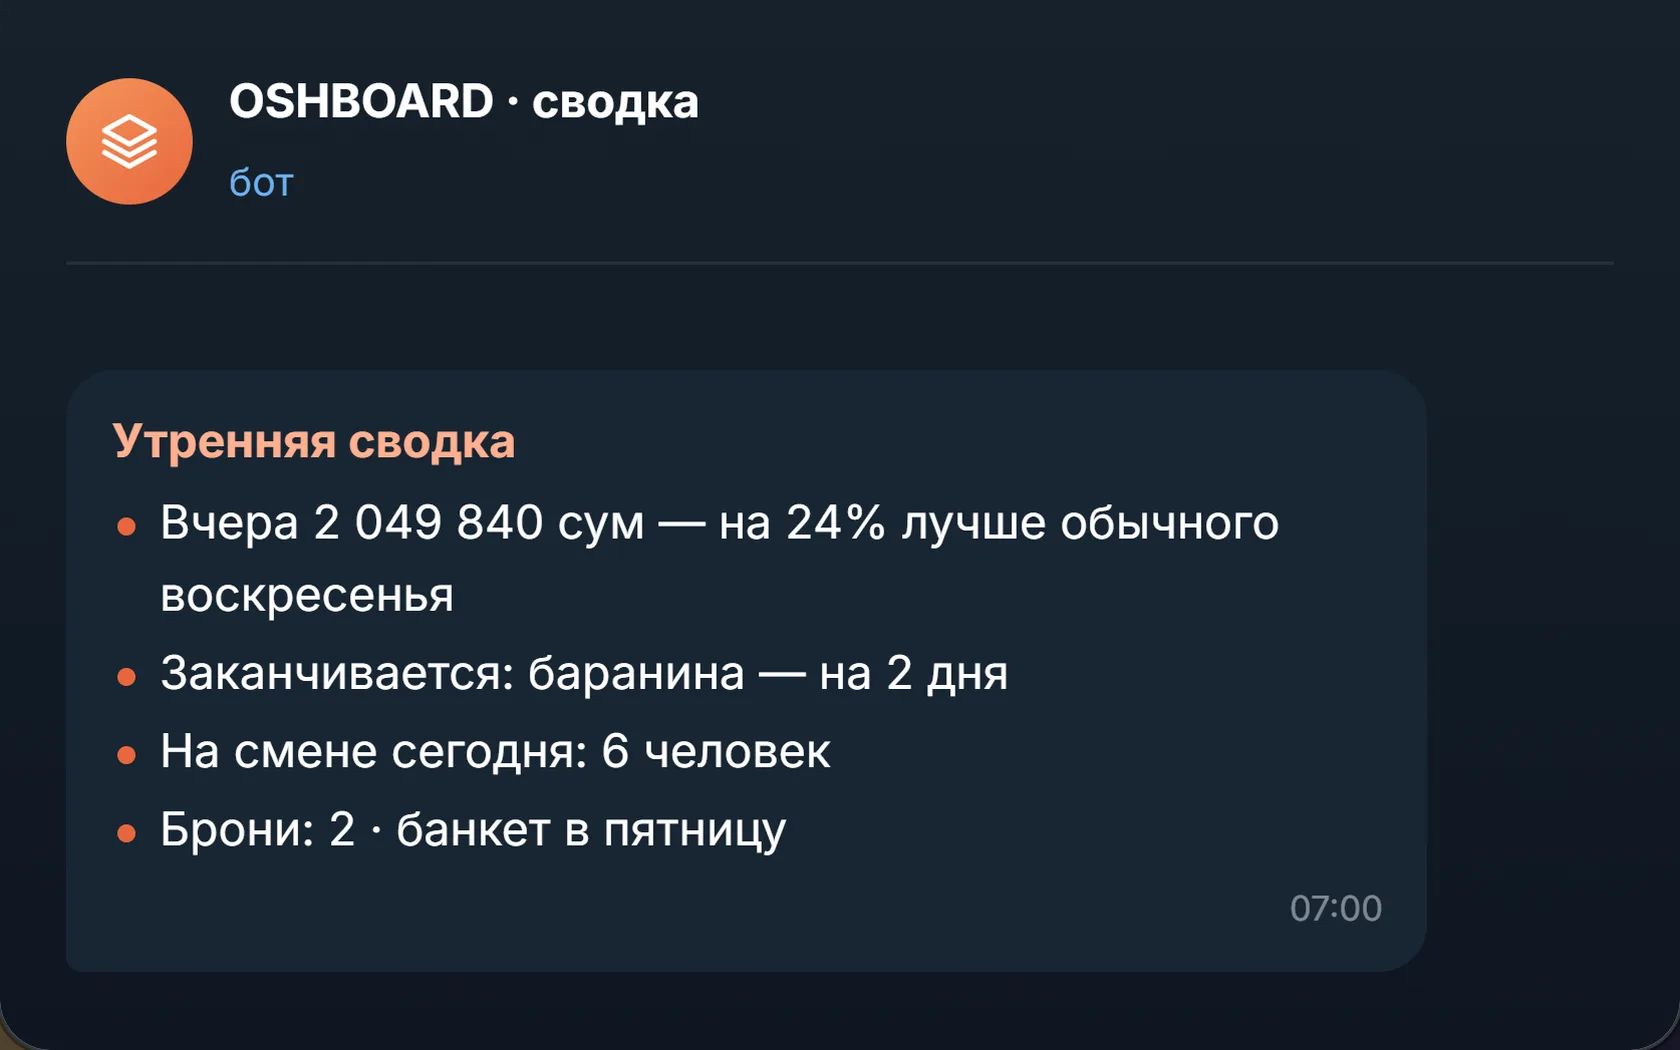 OSHBOARD · сводка
бот
Утренняя сводка
• Вчера 2 049 840 сум — на 24% лучше обычного
воскресенья
• Заканчивается: баранина — на 2 дня
• На смене сегодня: 6 человек
• Брони: 2 · банкет в пятницу
07:00